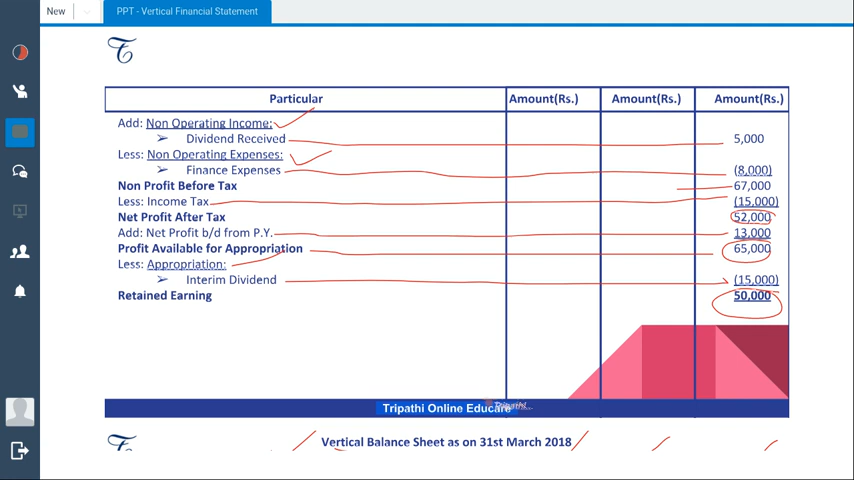 New
PPT - Vertical Financial Statement
Particular Amount(Rs.) Amount(Rs.) Amount(Rs.)
Add: Non Operating Income:
➢ Dividend Received 5,000
Less: Non Operating Expenses:
➢ Finance Expenses (8,000)
Non Profit Before Tax 67,000
Less: Income Tax (15,000)
Net Profit After Tax 52,000
Add: Net Profit b/d from P.Y. 13,000
Profit Available for Appropriation 65,000
Less: Appropriation:
➢ Interim Dividend (15,000)
Retained Earning 50,000
Tripathi Online Educare
Tripathi...
Vertical Balance Sheet as on 31st March 2018